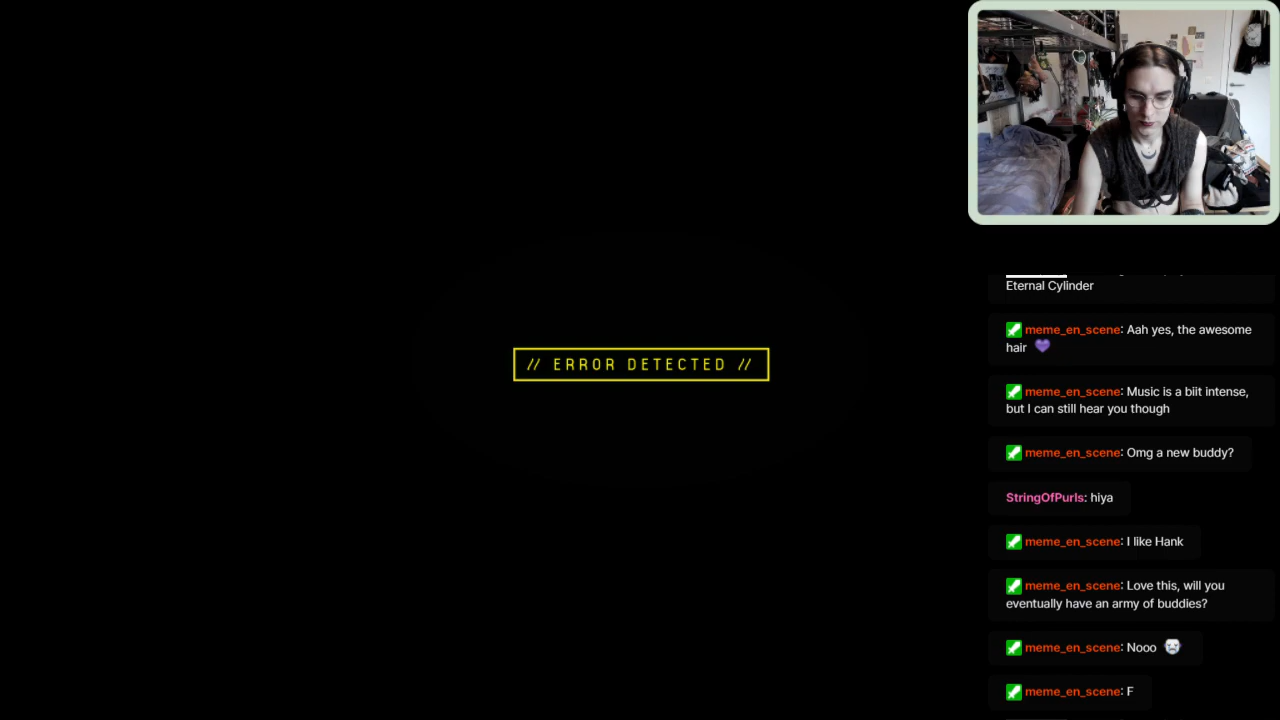 // ERROR DETECTED //
Eternal Cylinder
meme_en_scene: Aah yes, the awesome
hair
meme_en_scene: Music is a biit intense,
but I can still hear you though
meme_en_scene: Omg a new buddy?
StringOfPurls: hiya
meme_en_scene: I like Hank
meme_en_scene: Love this, will you
eventually have an army of buddies?
meme_en_scene: Nooo
meme_en_scene: F